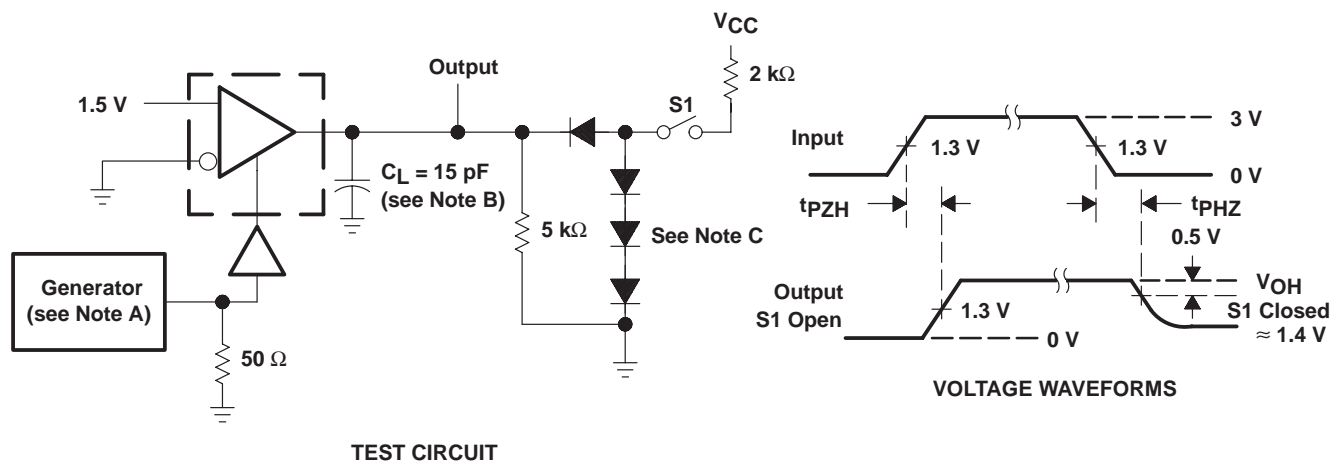 VCC
2 kΩ
Output
S1
1.5 V
CL = 15 pF
(see Note B)
5 kΩ
See Note C
Generator
(see Note A)
50 Ω
TEST CIRCUIT
3 V
Input
1.3 V
1.3 V
0 V
tPZH
tPHZ
0.5 V
Output
S1 Open
1.3 V
0 V
VOH
S1 Closed
≈ 1.4 V
VOLTAGE WAVEFORMS